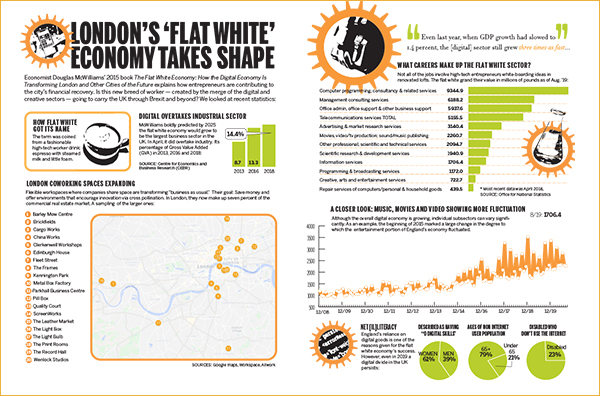 LONDON'S 'FLAT WHITE'
ECONOMY TAKES SHAPE
Economist Douglas McWilliams' 2015 book The Flat White Economy: How the Digital Economy Is
Transforming London and Other Cities of the Future explains how entrepreneurs are contributing to
the city's financial recovery. Is this new breed of worker — created by the merge of the digital and
creative sectors — going to carry the UK through Brexit and beyond? We looked at recent statistics:
HOW FLAT WHITE
GOT ITS NAME
The term was coined
from a fashionable
high-tech worker drink
espresso with steamed
milk and little foam.
DIGITAL OVERTAKES INDUSTRIAL SECTOR
McWilliams boldly predicted by 2025
the flat white economy would grow to
be the largest business sector in the
UK. In April, it did overtake industry. Its
percentage of Gross Value Added
(GVA) in 2013, 2016 and 2018:
SOURCE: Centre for Economics and
Business Research (CEBR)
14.4%
8.7
11.3
2013 2016 2018
LONDON COWORKING SPACES EXPANDING
Flexible workspaces where companies share space are transforming "business as usual." Their goal: Save money and
offer environments that encourage innovation via cross pollination. In London, they now make up seven percent of the
commercial real estate market. A sampling of the larger ones:
Barley Mow Centre
Brickfields
Cargo Works
China Works
Clerkenwell Workshops
Edinburgh House
Fleet Street
The Frames
Kennington Park
Metal Box Factory
Parkhall Business Centre
Pill Box
Quality Court
ScreenWorks
The Leather Market
The Light Box
The Light Bulb
The Print Rooms
The Record Hall
Wenlock Studios
London
SOURCES: Google maps, Workspace, Allwork
" Even last year, when GDP growth had slowed to "
1.4 percent, the [digital] sector still grew three times as fast...
WHAT CAREERS MAKE UP THE FLAT WHITE SECTOR?
Not all of the jobs involve high-tech entrepreneurs white-boarding ideas in
renovated lofts. The flat white grand their value in millions of pounds as of Aug. '19:
Computer programming, consultancy & related services 9344.9
Management consulting services 6188.2
Office admin, office support & other business support 5937.6
Telecommunications services TOTAL 5155.5
Advertising & market research services 3140.4
Movies, video/tv production, sound/music publishing 2260.7
Other professional, scientific and technical services 2094.7
Scientific research & development services 1940.9
Information services 1706.4
Programming & broadcasting services 1172.0
Creative, arts and entertainment services 722.7
Repair services of computers/personal & household goods 439.5
* Most recent data was April 2018,
SOURCE: Office for National Statistics
A CLOSER LOOK: MUSIC, MOVIES AND VIDEO SHOWING MORE FLUCTUATION
Although the overall digital economy is growing, individual subsectors can vary signifi-
cantly. As an example, the beginning of 2015 marked a large change in the degree to
which the entertainment portion of England's economy fluctuated.
8/19: 1706.4
4000
3500
3000
2500
2000
1500
1000
500
12/08 12/09 12/10 12/11 12/12 12/13 12/14 12/15 12/16 12/17 12/18 12/19
NET [IL]LITERACY
England's reliance
on digital goods is one of the
reasons given for the flat
white economy's success.
However, even in 2019 a
digital divide in the UK
persists:
DESCRIBED AS HAVING
"0 DIGITAL SKILLS"
WOMEN
62%
MEN
39%
AGES OF NON INTERNET
USER POPULATION
65+
79%
Under
65
21%
DISABLED WHO
DON'T USE THE INTERNET
Disabled
23%